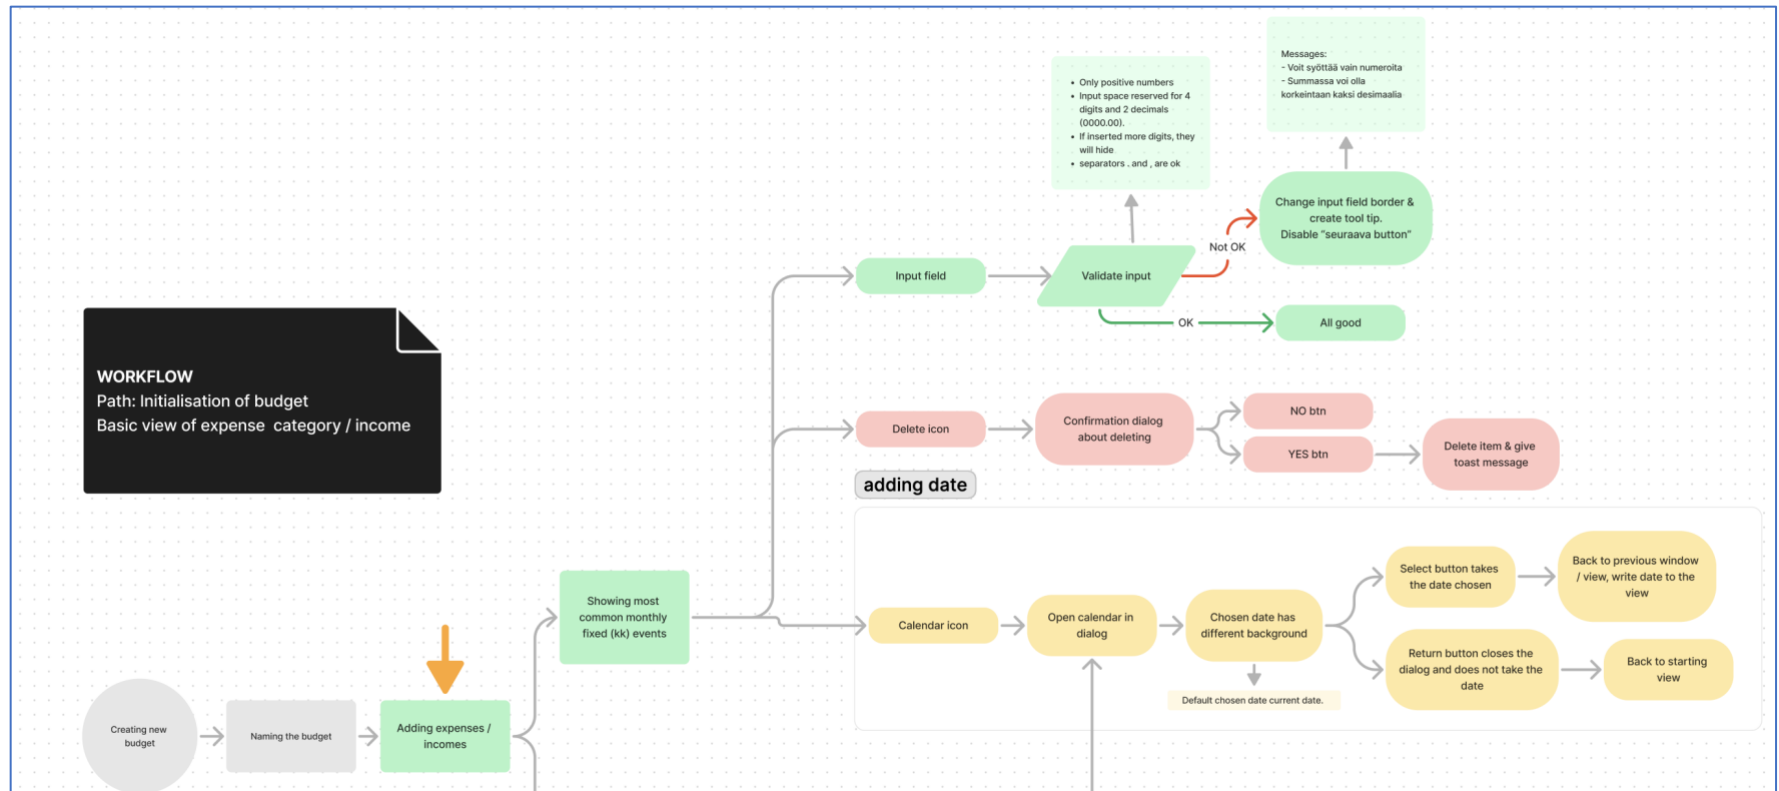 WORKFLOW
Path: Initialisation of budget
Basic view of expense category / income
Creating new
budget
Naming the budget
Adding expenses /
incomes
Showing most
common monthly
fixed (kk) events
Input field
Validate input
• Only positive numbers
• Input space reserved for 4
digits and 2 decimals
(0000.00).
• If inserted more digits, they
will hide
• separators . and , are ok
Not OK
Change input field border &
create tool tip.
Disable "seuraava button"
Messages:
- Voit syöttää vain numeroita
- Summassa voi olla
korkeintaan kaksi desimaalia
OK
All good
Delete icon
Confirmation dialog
about deleting
NO btn
YES btn
Delete item & give
toast message
adding date
Calendar icon
Open calendar in
dialog
Chosen date has
different background
Default chosen date current date.
Select button takes
the date chosen
Back to previous window
/ view, write date to the
view
Return button closes the
dialog and does not take the
date
Back to starting
view